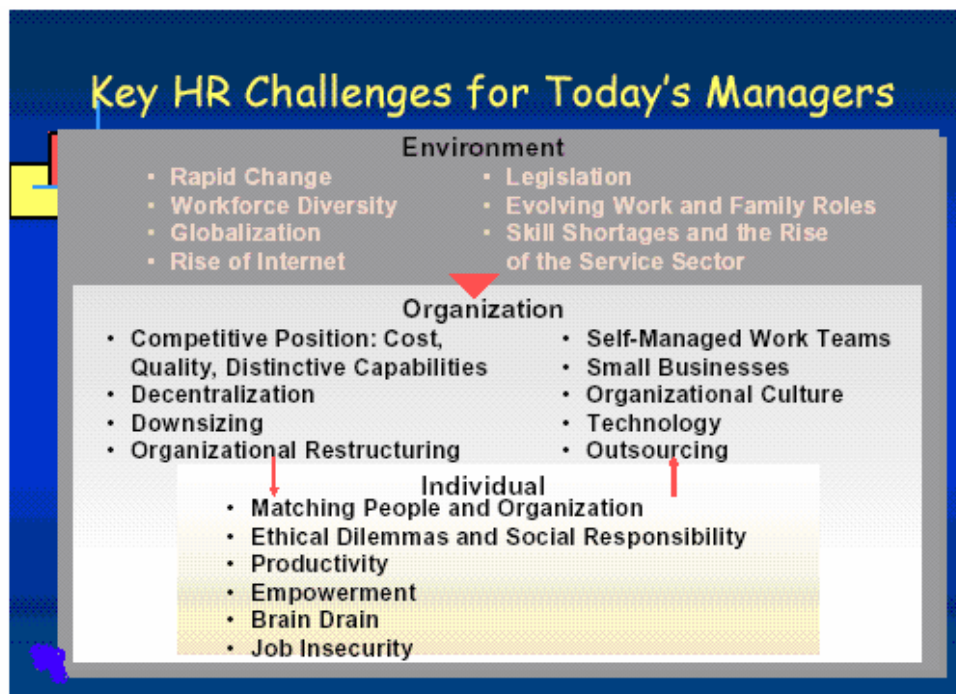 Key HR Challenges for Today's Managers
Environment
▪ Rapid Change
▪ Workforce Diversity
▪ Globalization
▪ Rise of Internet
▪ Legislation
▪ Evolving Work and Family Roles
▪ Skill Shortages and the Rise
of the Service Sector
Organization
• Competitive Position: Cost,
Quality, Distinctive Capabilities
• Decentralization
• Downsizing
• Organizational Restructuring
• Self-Managed Work Teams
• Small Businesses
• Organizational Culture
• Technology
• Outsourcing
Individual
• Matching People and Organization
• Ethical Dilemmas and Social Responsibility
• Productivity
• Empowerment
• Brain Drain
• Job Insecurity